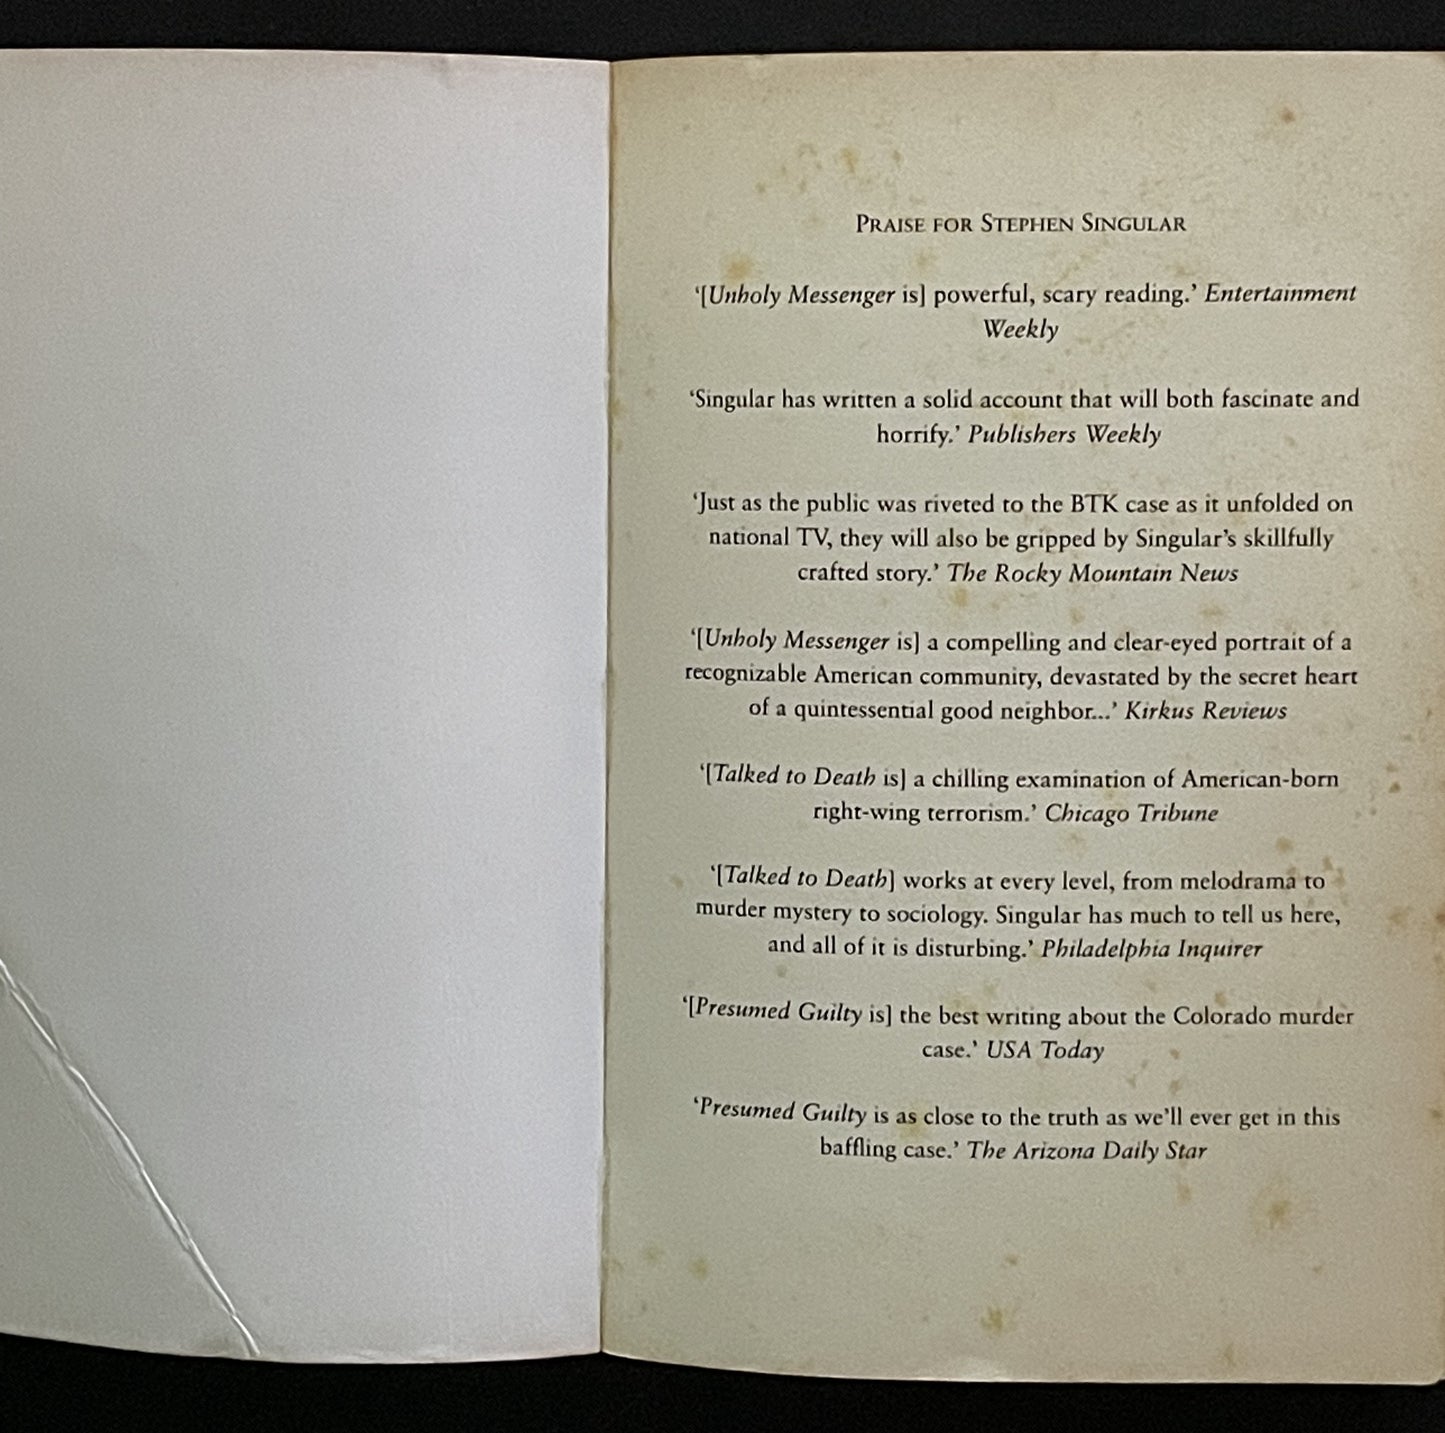 PRAISE FOR STEPHEN SINGULAR
‘[Unholy Messenger is] powerful, scary reading.’ Entertainment
Weekly
‘Singular has written a solid account that will both fascinate and
horrify.’ Publishers Weekly
‘Just as the public was riveted to the BTK case as it unfolded on
national TV, they will also be gripped by Singular’s skillfully
crafted story.’ The Rocky Mountain News
‘[Unholy Messenger is] a compelling and clear-eyed portrait of a
recognizable American community, devastated by the secret heart
of a quintessential good neighbor...’ Kirkus Reviews
‘[Talked to Death is] a chilling examination of American-born
right-wing terrorism.’ Chicago Tribune
‘[Talked to Death] works at every level, from melodrama to
murder mystery to sociology. Singular has much to tell us here,
and all of it is disturbing.’ Philadelphia Inquirer
‘[Presumed Guilty is] the best writing about the Colorado murder
case.’ USA Today
‘Presumed Guilty is as close to the truth as we’ll ever get in this
baffling case.’ The Arizona Daily Star